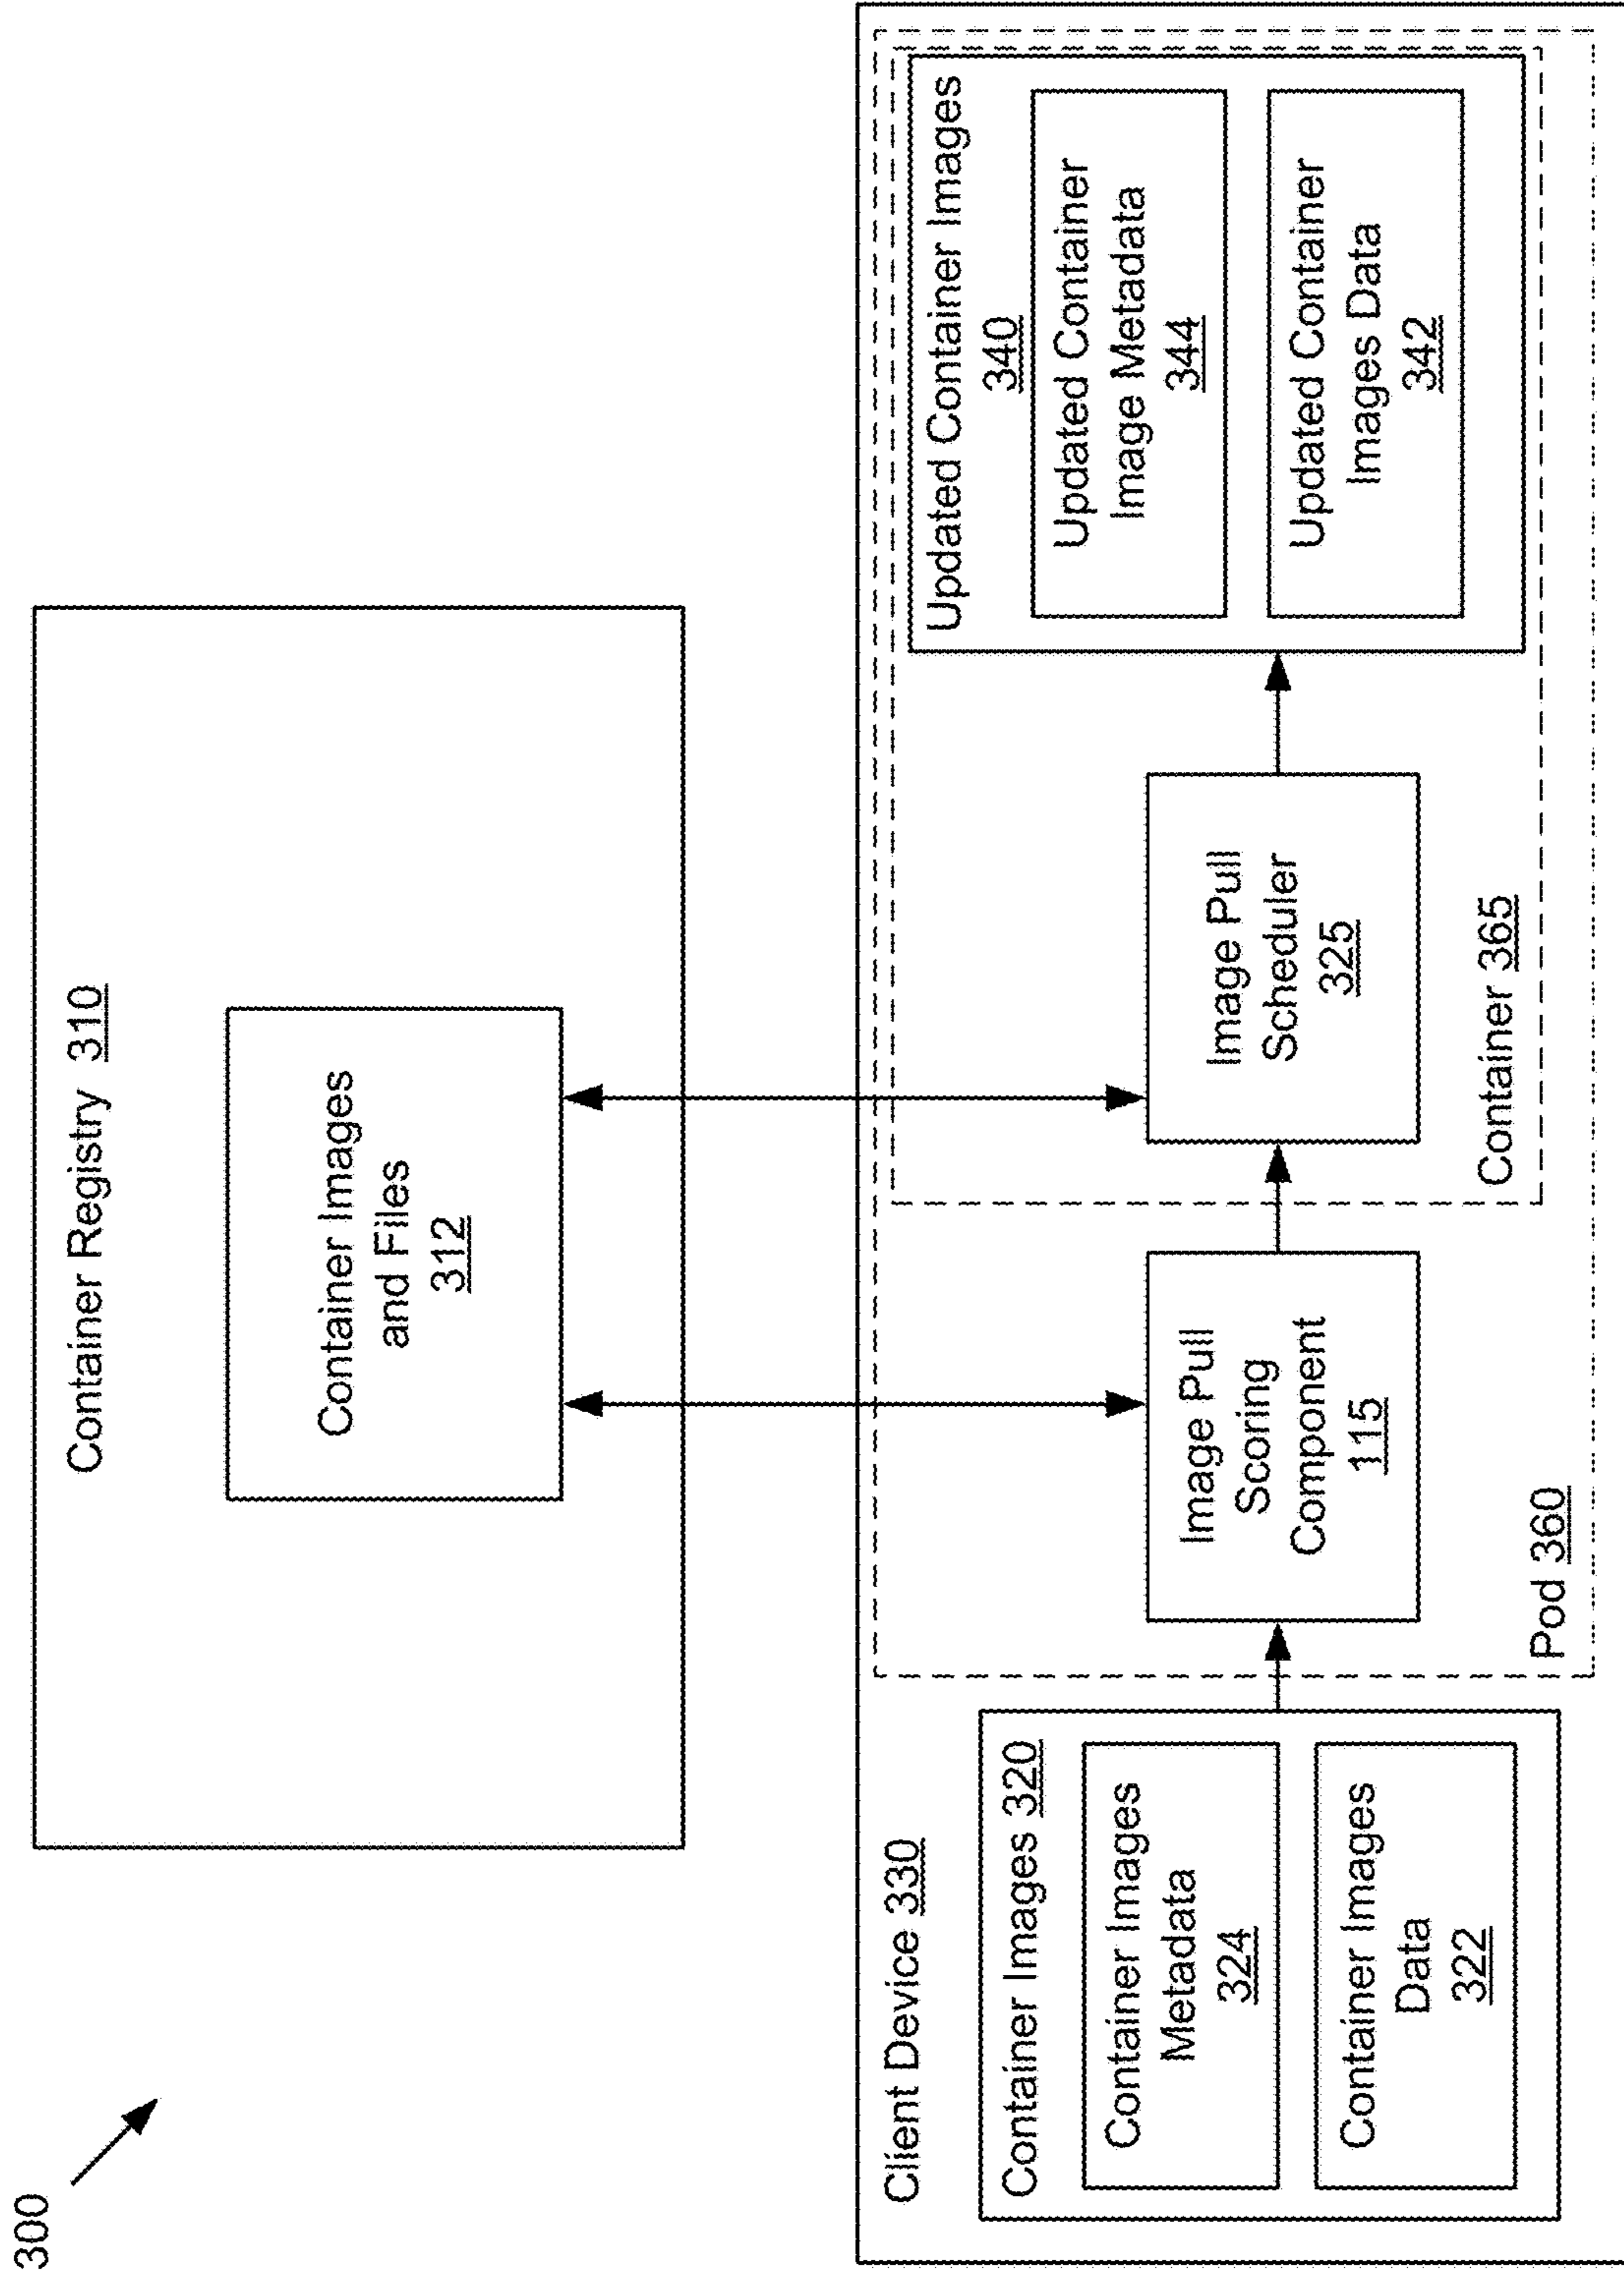 300
Container Registry 310
Container Images
and Files
312
Client Device 330
Container Images 320
Container Images
Metadata
324
Container Images
Data
322
Image Pull
Scoring
Component
115
Pod 360
Image Pull
Scheduler
325
Container 365
Updated Container Images
340
Updated Container
Image Metadata
344
Updated Container
Images Data
342